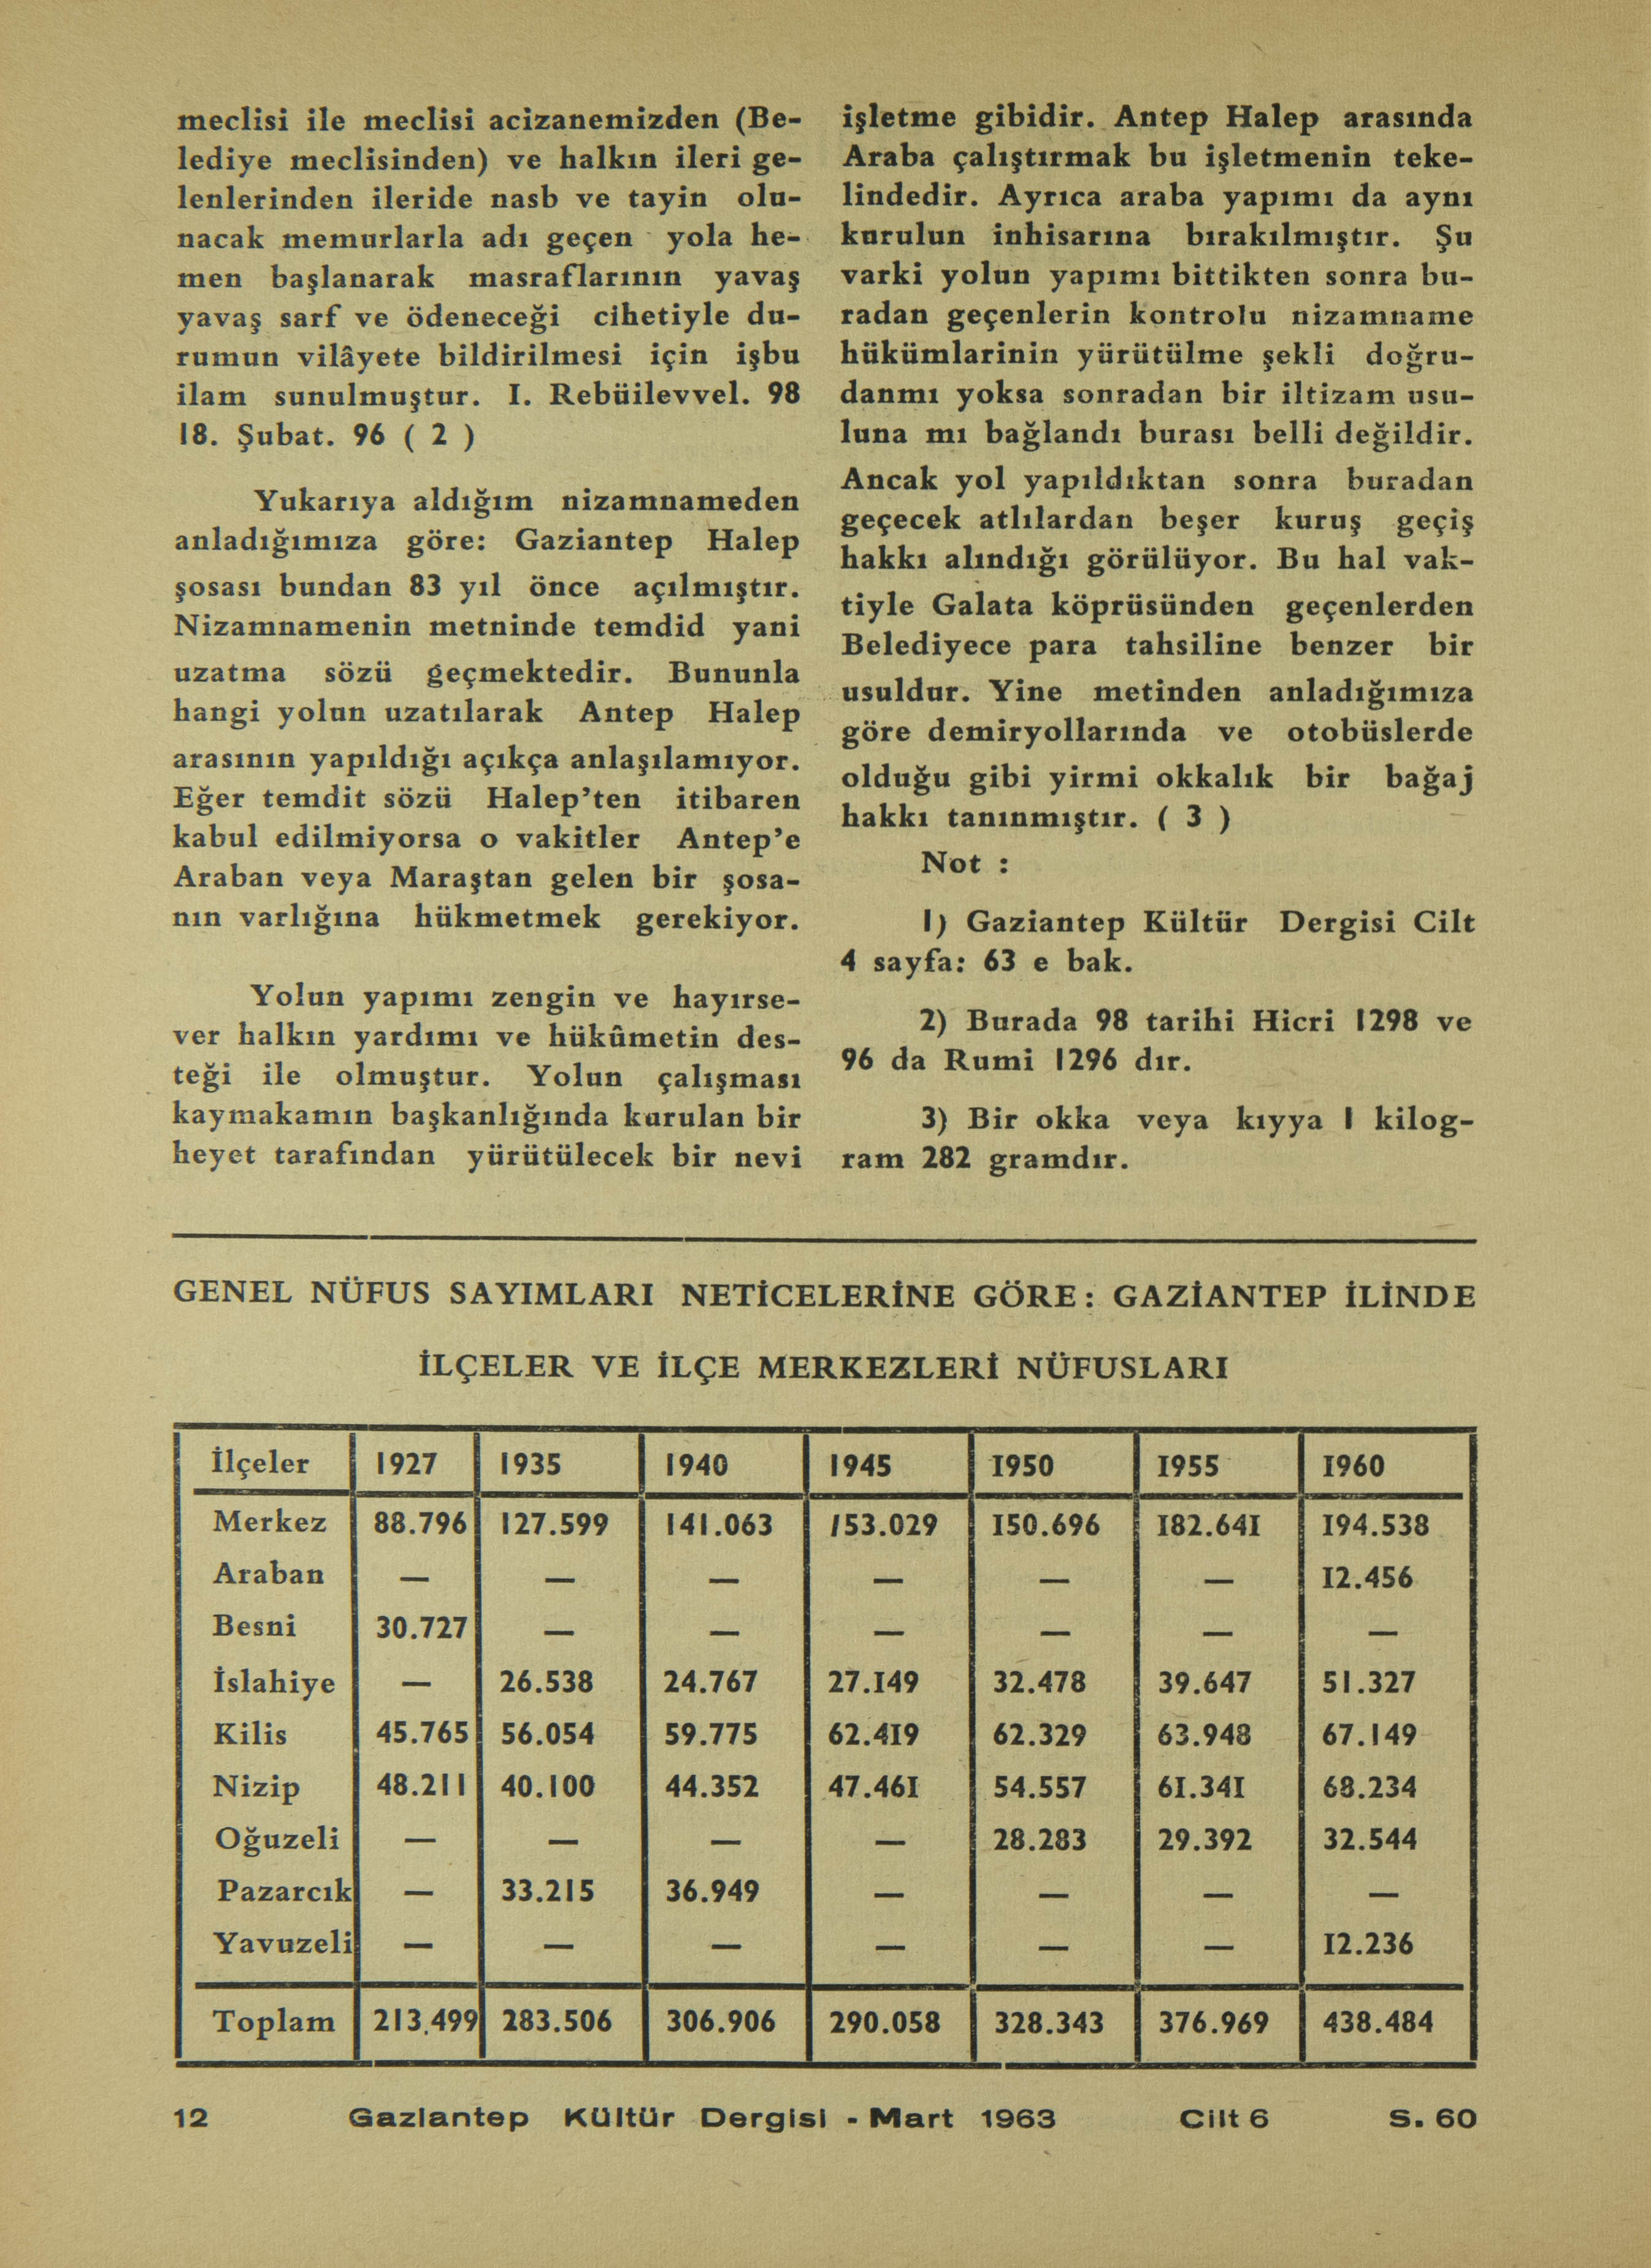 meclisi ile meclisi acizanemizden (Be-
lediye meclisinden) ve halkın ileri ge-
lenlerinden ileride nasb ve tayin olu-
nacak memurlarla adı geçen yola he-
men başlanarak masraflarının yavaş
yavaş sarf ve ödeneceği cihetiyle du-
rumun vilâyete bildirilmesi için işbu
ilam sunulmuştur. I. Rebüilevvel. 98
18. Şubat. 96 ( 2 )
Yukarıya aldığım nizamnameden
anladığımıza göre: Gaziantep Halep
şosası bundan 83 yıl önce açılmıştır.
Nizamnamenin metninde temdid yani
uzatma sözü geçmektedir. Bununla
hangi yolun uzatılarak Antep Halep
arasının yapıldığı açıkça anlaşılamıyor.
Eğer temdit sözü Halep'ten itibaren
kabul edilmiyorsa o vakitler Antep'e
Araban veya Maraştan gelen bir şosa-
nın varlığına hükmetmek gerekiyor.
Yolun yapımı zengin ve hayırse-
ver halkın yardımı ve hükûmetin des-
teği ile olmuştur. Yolun çalışması
kaymakamın başkanlığında kurulan bir
heyet tarafından yürütülecek bir nevi
işletme gibidir. Antep Halep arasında
Araba çalıştırmak bu işletmenin teke-
lindedir. Ayrıca araba yapımı da aynı
kurulun inhisarına bırakılmıştır. Şu
varki yolun yapımı bittikten sonra bu-
radan geçenlerin kontrolu nizamname
hükümlarinin yürütülme şekli doğru-
danmı yoksa sonradan bir iltizam usu-
luna mı bağlandı burası belli değildir.
Ancak yol yapıldıktan sonra buradan
geçecek atlılardan beşer kuruş geçiş
hakkı alındığı görülüyor. Bu hal vak-
tiyle Galata köprüsünden geçenlerden
Belediyece para tahsiline benzer bir
usuldur. Yine metinden anladığımıza
göre demiryollarında ve otobüslerde
olduğu gibi yirmi okkalık bir bağaj
hakkı tanınmıştır. ( 3 )
Not :
1) Gaziantep Kültür Dergisi Cilt
4 sayfa: 63 e bak.
2) Burada 98 tarihi Hicri 1298 ve
96 da Rumi 1296 dır.
3) Bir okka veya kıyya 1 kilog-
ram 282 gramdır.
GENEL NÜFUS SAYIMLARI NETİCELERİNE GÖRE: GAZİANTEP İLİNDE
İLÇELER VE İLÇE MERKEZLERİ NÜFUSLARI
İlçeler 1927 1935 1940 1945 1950 1955 1960
Merkez 88.796 127.599 141.063 153.029 150.696 182.641 194.538
Araban — — — — — — 12.456
Besni 30.727 — — — — — —
İslahiye — 26.538 24.767 27.149 32.478 39.647 51.327
Kilis 45.765 56.054 59.775 62.419 62.329 63.948 67.149
Nizip 48.211 40.100 44.352 47.461 54.557 61.341 68.234
Oğuzeli — — — — 28.283 29.392 32.544
Pazarcık — 33.215 36.949 — — — —
Yavuzeli — — — — — — 12.236
Toplam 213.499 283.506 306.906 290.058 328.343 376.969 438.484
12 Gaziantep Kültür Dergisi - Mart 1963 Cilt 6 S. 60